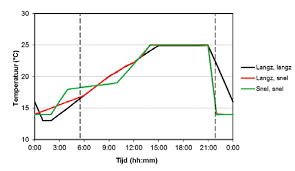 30
25
20
15
10
Temperatuur (°C)
0:00 3:00 6:00 9:00 12:00 15:00 18:00 21:00 0:00
Tijd (hh:mm)
Langz, langz
Langz, snel
Snel, snel